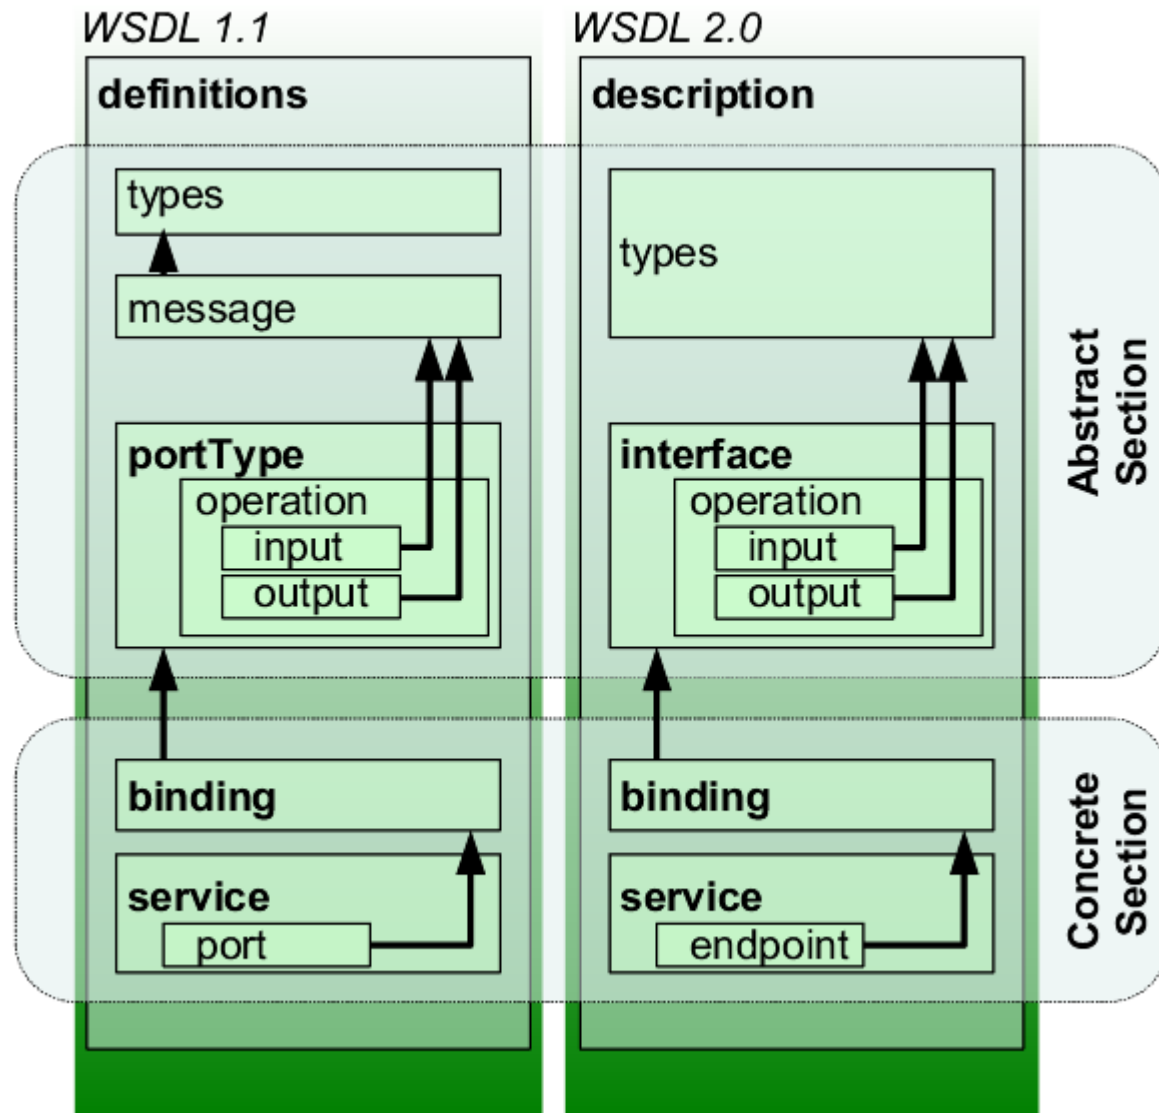 WSDL 1.1
definitions
types
message
portType
operation
input
output
binding
service
port
WSDL 2.0
description
types
interface
operation
input
output
binding
service
endpoint
Abstract
Section
Concrete
Section